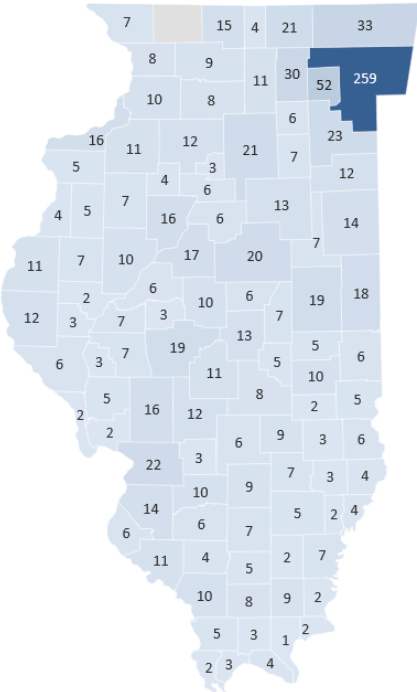 7 15 4 21 33
8 9 11 30 52 259
10 8 6
16 11 12 21 7 23
5 3 12
4 6
4 5 7 16 6 13 14
7
11 7 10 17 20
2 6 10 6 19 18
12 3 7 3 7
19 13 5 6
6 3 7 11 5 10
5 16 12 8 2 5
2 2
6 9 3 6
22 3 7 3 4
10 9
14 6 5 2 4
6 7
11 4 5 2 7
10 8 9 2
5 3 1 2
2 3 4